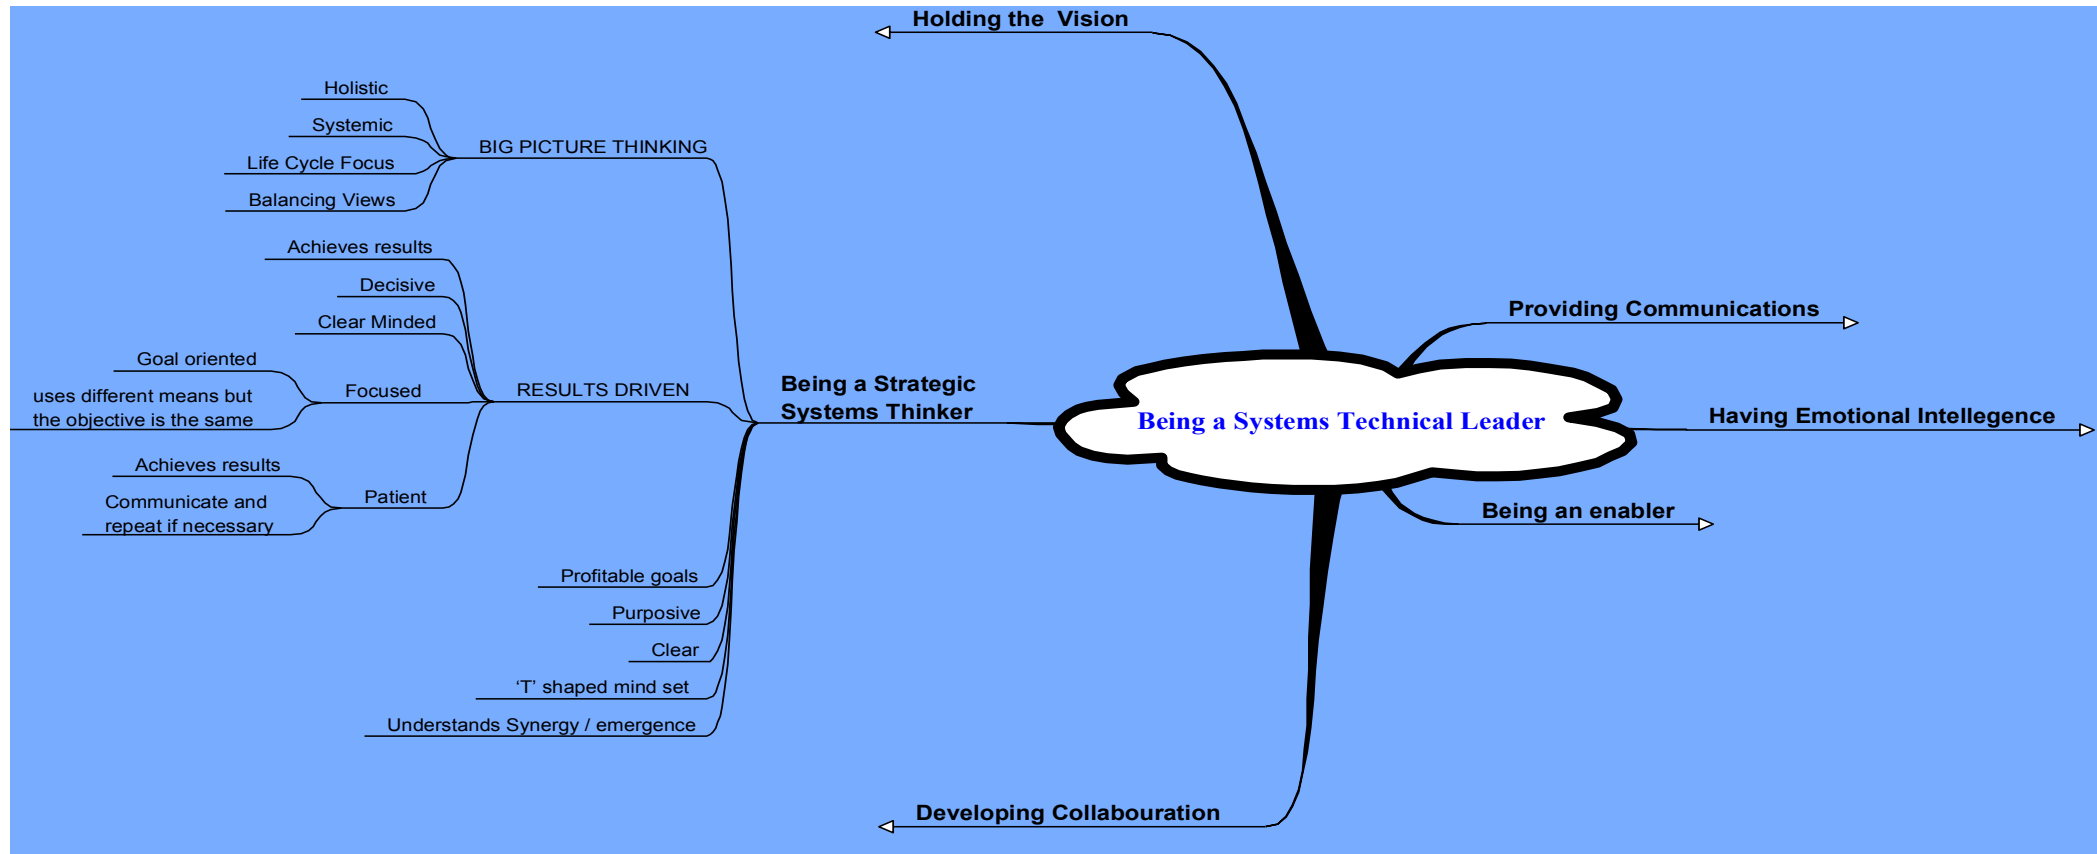 Holding the Vision
Holistic
Systemic
Life Cycle Focus
Balancing Views
BIG PICTURE THINKING
Achieves results
Decisive
Clear Minded
Goal oriented
uses different means but
the objective is the same
Focused
Achieves results
Communicate and
repeat if necessary
Patient
RESULTS DRIVEN
Profitable goals
Purposive
Clear
‘T’ shaped mind set
Understands Synergy / emergence
Being a Strategic
Systems Thinker
Being a Systems Technical Leader
Providing Communications
Having Emotional Intellegence
Being an enabler
Developing Collabouration